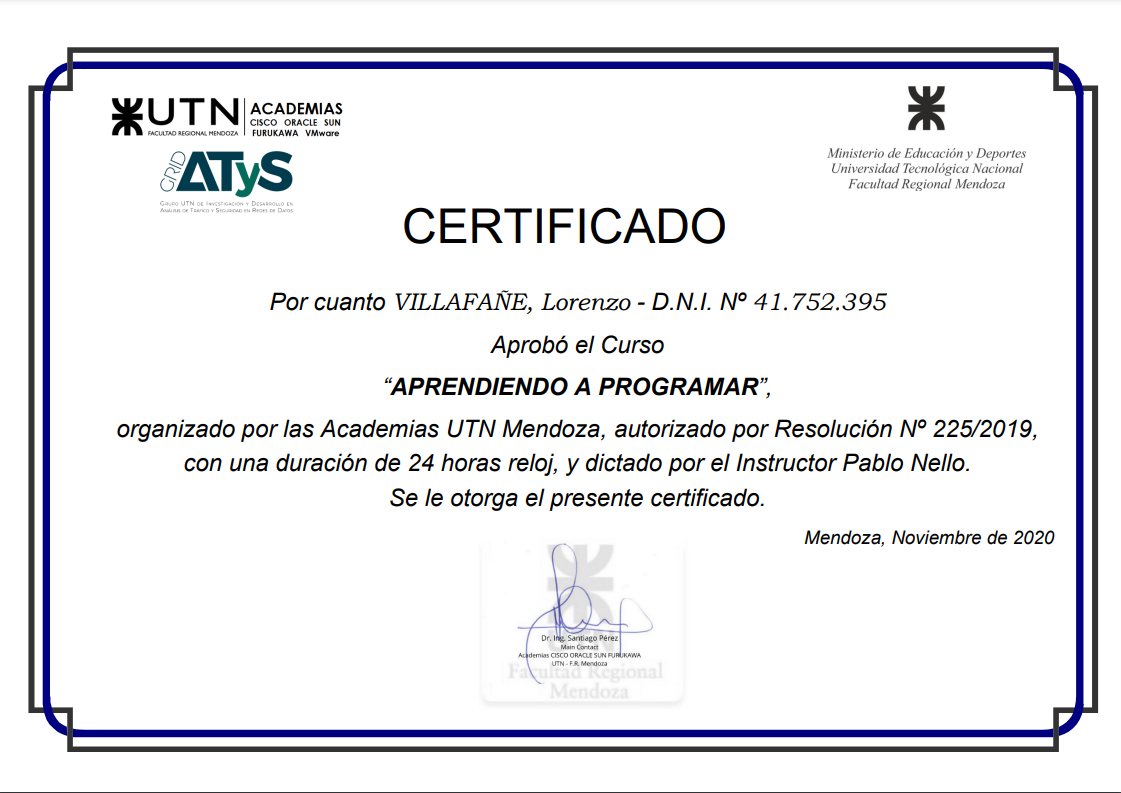 UTN ACADEMIAS
CISCO ORACLE SUN
FACULTAD REGIONAL MENDOZA FURUKAWA VMware
GRID ATyS
GRUPO UTN DE INVESTIGACIÓN Y DESARROLLO EN
ANÁLISIS DE TRÁFICO Y SEGURIDAD EN REDES DE DATOS
Ministerio de Educación y Deportes
Universidad Tecnológica Nacional
Facultad Regional Mendoza
CERTIFICADO
Por cuanto VILLAFAÑE, Lorenzo - D.N.I. Nº 41.752.395
Aprobó el Curso
“APRENDIENDO A PROGRAMAR”,
organizado por las Academias UTN Mendoza, autorizado por Resolución Nº 225/2019,
con una duración de 24 horas reloj, y dictado por el Instructor Pablo Nello.
Se le otorga el presente certificado.
Mendoza, Noviembre de 2020
Dr. Ing. Santiago Pérez
Main Contact
Academias CISCO ORACLE SUN FURUKAWA
UTN - F.R. Mendoza
UTN
Facultad Regional
Mendoza